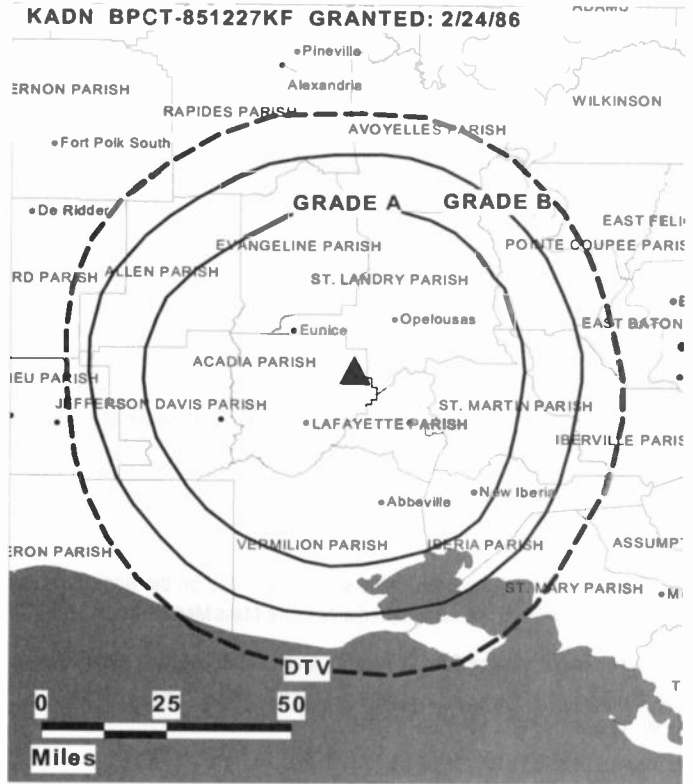 ADAMS
KADN BPCT-851227KF GRANTED: 2/24/86
Pineville
Alexandria
ERNON PARISH
RAPIDES PARISH
WILKINSON
AVOYELLES PARISH
Fort Polk South
GRADE A
GRADE B
De Ridder
EAST FELI
EVANGELINE PARISH
POINTE COUPEE PARIS
ALLEN PARISH
RD PARISH
ST. LANDRY PARISH
Opelousas
EAST BATON
Eunice
ACADIA PARISH
IEU PARISH
JEFFERSON DAVIS PARISH
ST. MARTIN PARISH
LAFAYETTE PARISH
IBERVILLE PARIS
New Iberia
Abbeville
VERMILION PARISH
IBERIA PARISH
ASSUMPT
ERON PARISH
ST. MARY PARISH
DTV
0 25 50
Miles